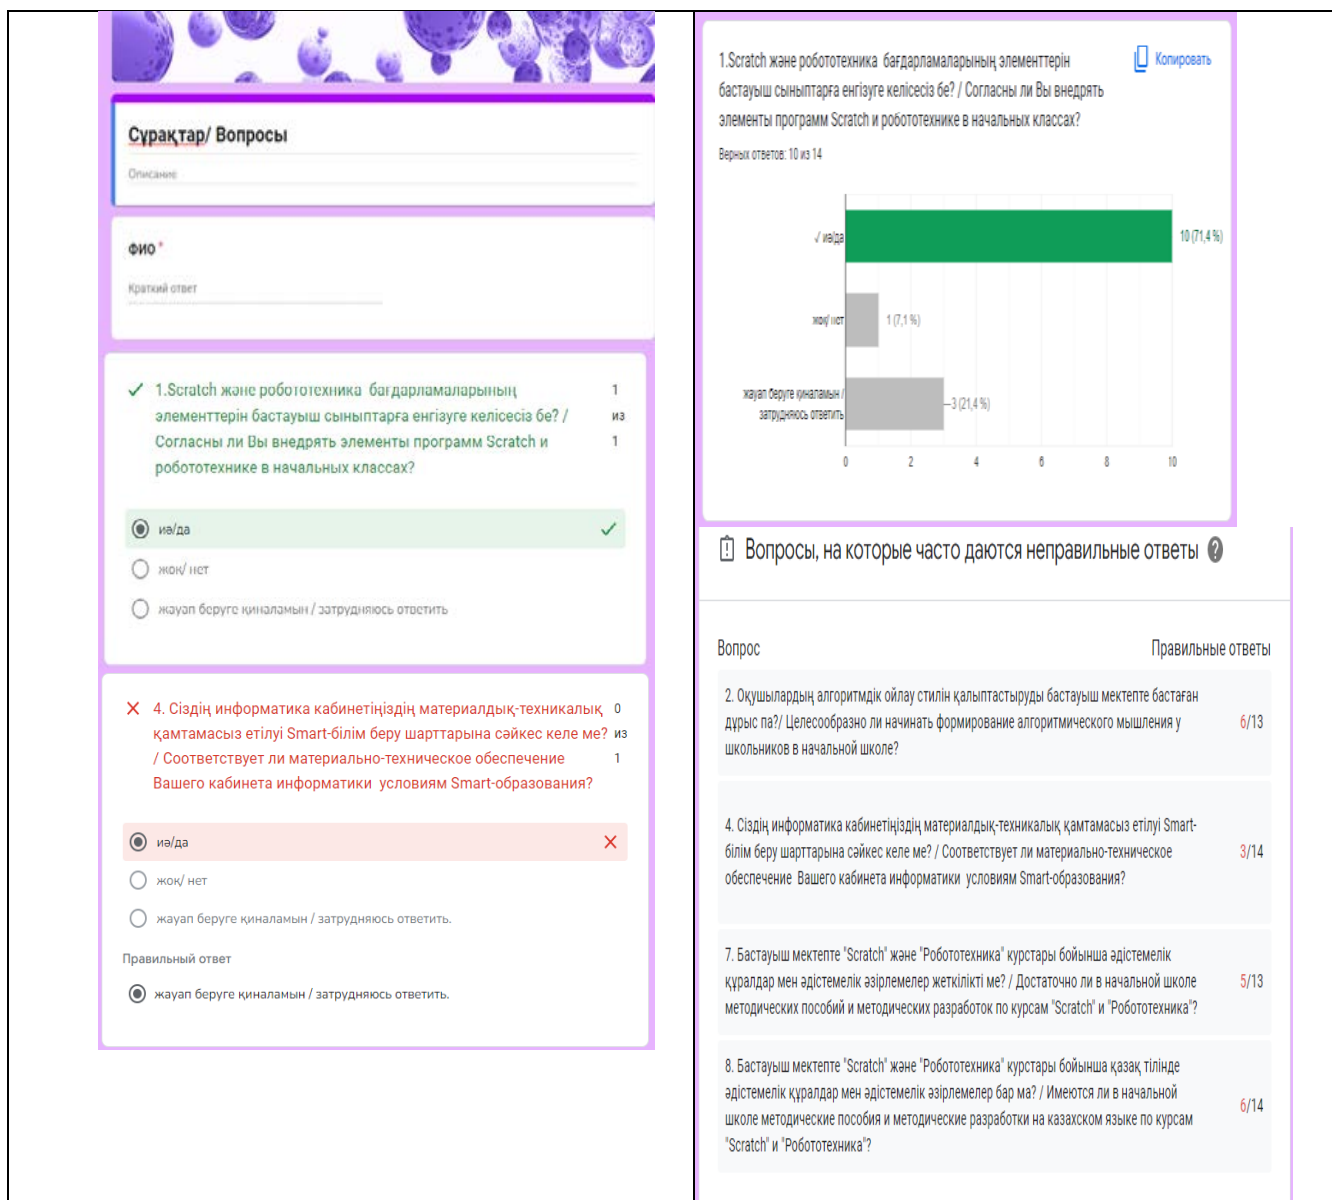 Сұрақтар/ Вопросы
Описание
ФИО *
Краткий ответ
1.Scratch және робототехника бағдарламаларының
элементтерін бастауыш сыныптарға енгізуге келісесіз бе? /
Согласны ли Вы внедрять элементы программ Scratch и
робототехнике в начальных классах?
1
из
1
иә/да
жоқ/ нет
жауап беруге қиналамын / затрудняюсь ответить
4. Сіздің информатика кабинетіңіздің материалдық-техникалық
қамтамасыз етілуі Smart-білім беру шарттарына сәйкес келе ме?
/ Соответствует ли материально-техническое обеспечение
Вашего кабинета информатики условиям Smart-образования?
0
из
1
иә/да
жоқ/ нет
жауап беруге қиналамын / затрудняюсь ответить.
Правильный ответ
жауап беруге қиналамын / затрудняюсь ответить.
1.Scratch және робототехника бағдарламаларының элементтерін
бастауыш сыныптарға енгізуге келісесіз бе? / Согласны ли Вы внедрять
элементы программ Scratch и робототехнике в начальных классах?
Копировать
Верных ответов: 10 из 14
✓ иә/да
10 (71,4 %)
жоқ/ нет
1 (7,1 %)
жауап беруге қиналамын /
затрудняюсь ответить
3 (21,4 %)
0 2 4 6 8 10
Вопросы, на которые часто даются неправильные ответы
Вопрос
Правильные ответы
2. Оқушылардың алгоритмдік ойлау стилін қалыптастыруды бастауыш мектепте бастаған
дұрыс па?/ Целесообразно ли начинать формирование алгоритмического мышления у
школьников в начальной школе?
6/13
4. Сіздің информатика кабинетіңіздің материалдық-техникалық қамтамасыз етілуі Smart-
білім беру шарттарына сәйкес келе ме? / Соответствует ли материально-техническое
обеспечение Вашего кабинета информатики условиям Smart-образования?
3/14
7. Бастауыш мектепте "Scratch" және "Робототехника" курстары бойынша әдістемелік
құралдар мен әдістемелік әзірлемелер жеткілікті ме? / Достаточно ли в начальной школе
методических пособий и методических разработок по курсам "Scratch" и "Робототехника"?
5/13
8. Бастауыш мектепте "Scratch" және "Робототехника" курстары бойынша қазақ тілінде
әдістемелік құралдар мен әдістемелік әзірлемелер бар ма? / Имеются ли в начальной
школе методические пособия и методические разработки на казахском языке по курсам
"Scratch" и "Робототехника"?
6/14